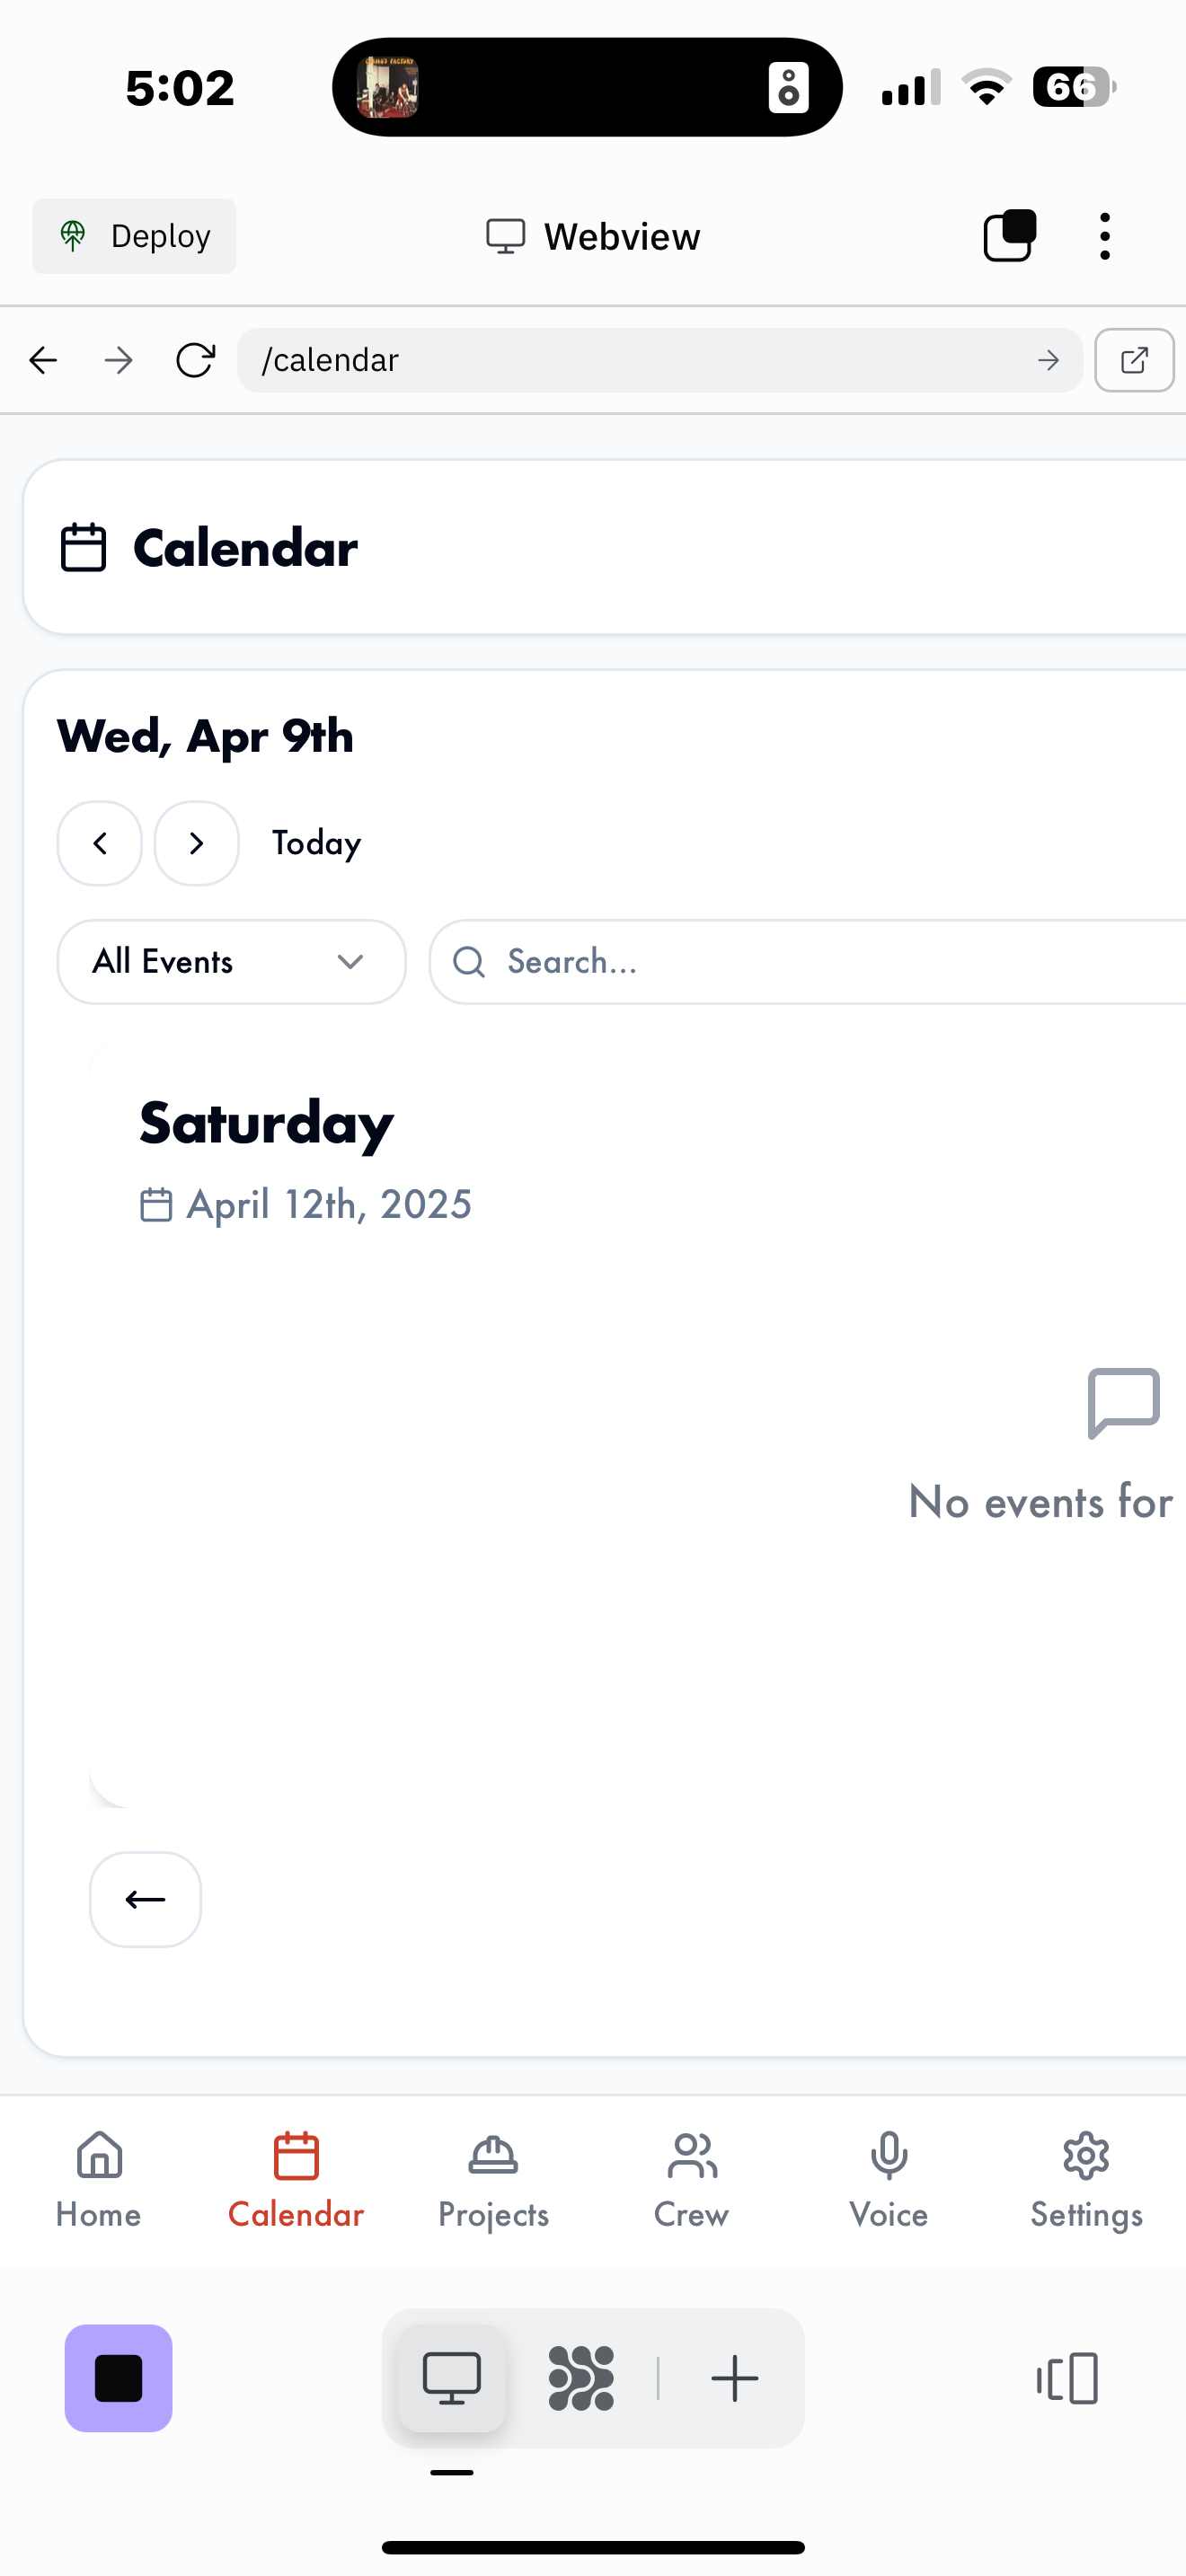 5:02
66
Deploy
Webview
/calendar
Calendar
Wed, Apr 9th
Today
All Events
Search...
Saturday
April 12th, 2025
No events for
Home
Calendar
Projects
Crew
Voice
Settings